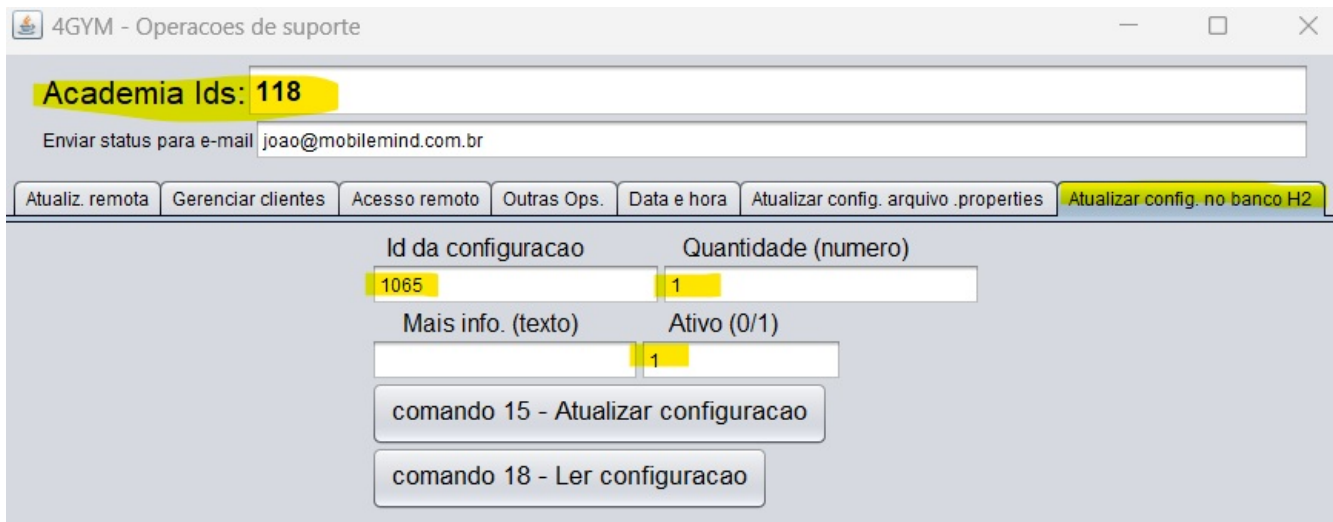 4GYM - Operacoes de suporte
Academia Ids: 118
Enviar status para e-mail joao@mobilemind.com.br
Atualiz. remota Gerenciar clientes Acesso remoto Outras Ops. Data e hora Atualizar config. arquivo .properties Atualizar config. no banco H2
Id da configuracao Quantidade (numero)
1065 1
Mais info. (texto) Ativo (0/1)
1
comando 15 - Atualizar configuracao
comando 18 - Ler configuracao